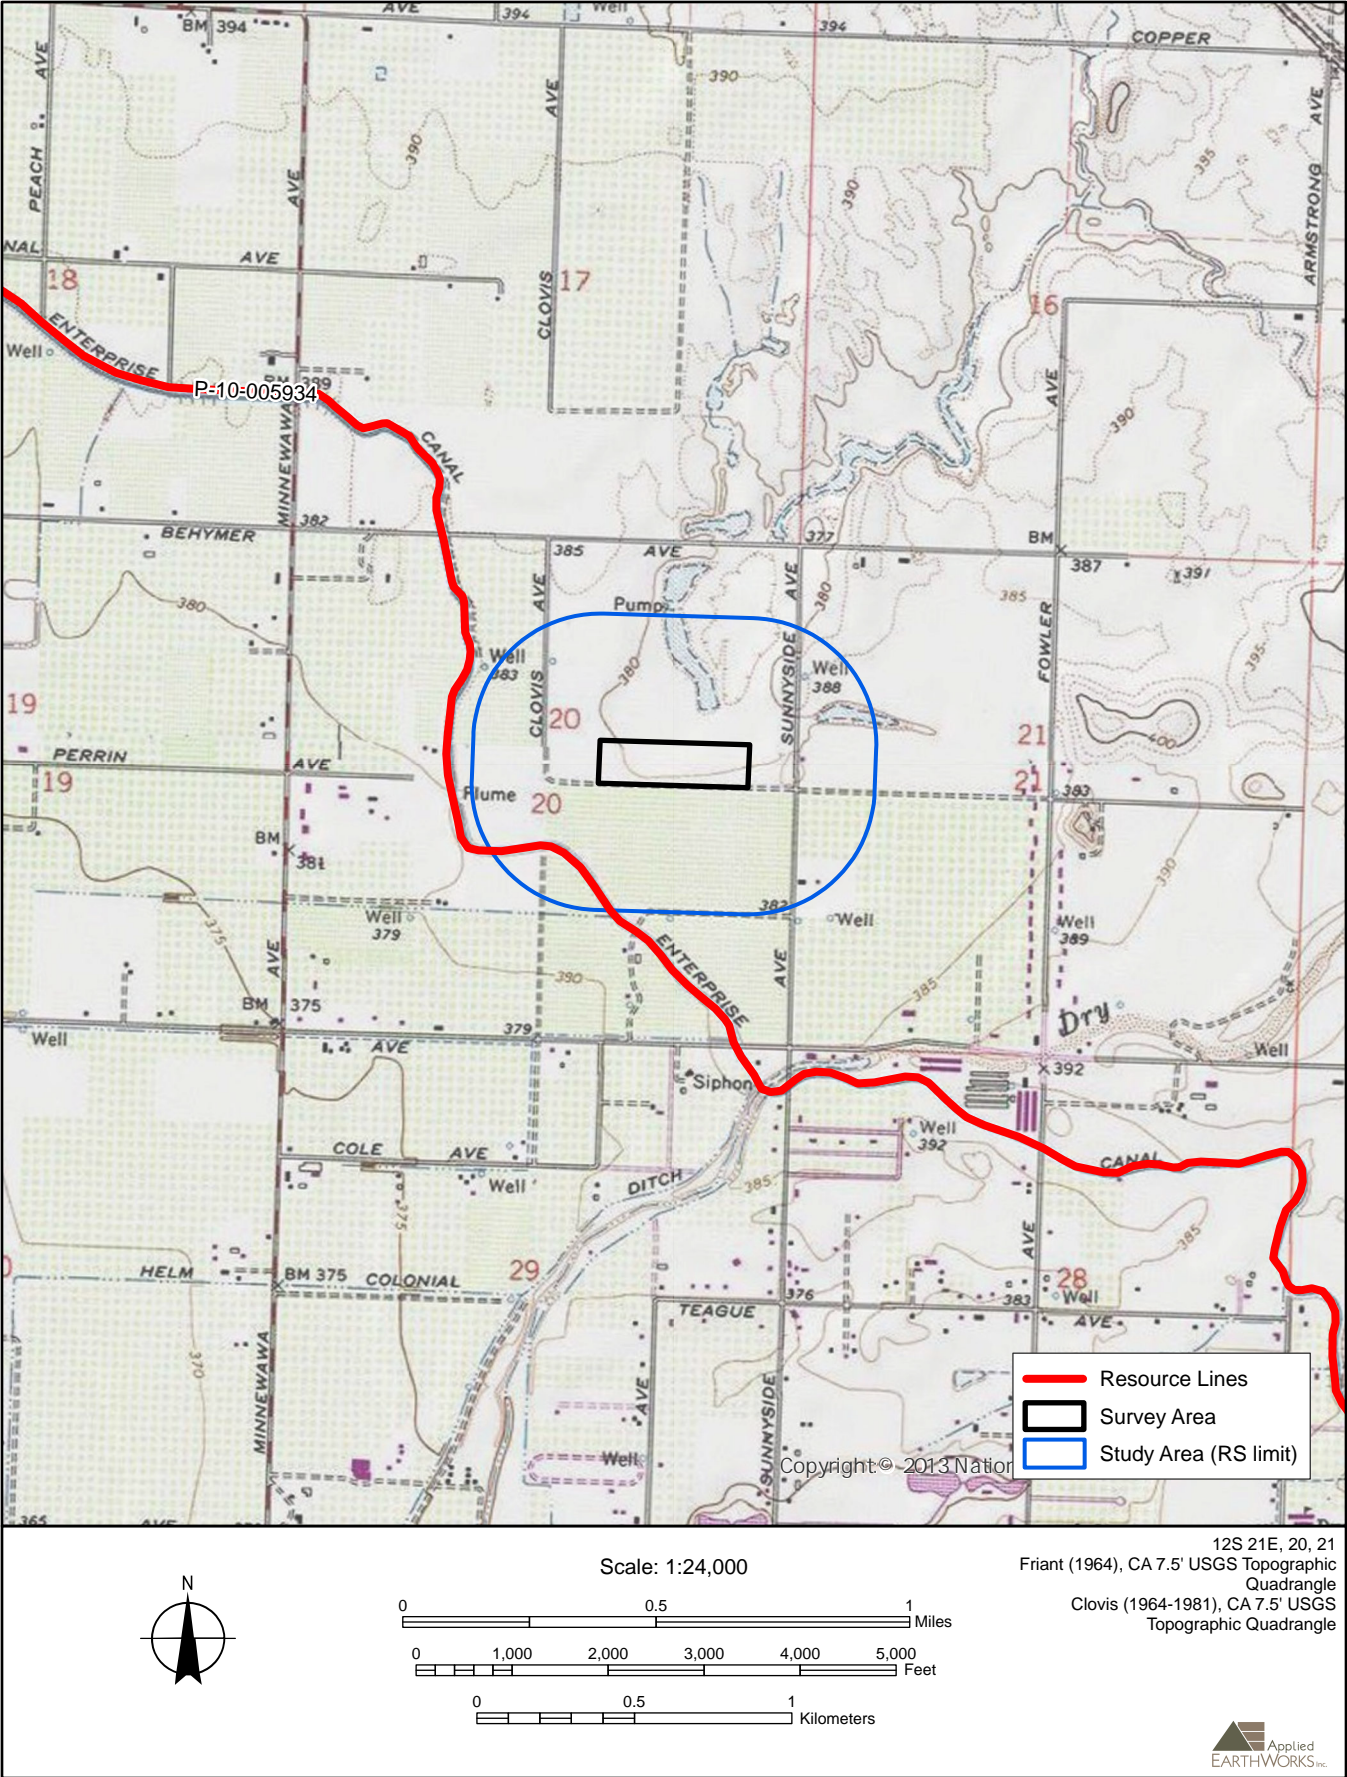 AVE
394
Well
BM 394
394
COPPER
390
PEACH AVE
AVE
AVE
390
AVE
390
385
ARMSTRONG
NAL
AVE
18
CLOVIS
17
16
ENTERPRISE
Well
P-10-005934
389
AVE
390
MINNEWAWA
CANAL
382
BEHYMER
385
AVE
377
BM
387
391
380
AVE
Pump
AVE
380
385
FOWLER
Well
383
380
SUNNYSIDE
Well
388
395
19
CLOVIS
20
21
400
PERRIN
AVE
19
Flume
20
21
383
BM
381
390
382
Well
379
Well
Well
389
375
ENTERPRISE
AVE
AVE
390
385
BM
375
379
Dry
Well
AVE
Well
392
Siphon
COLE
AVE
Well
392
CANAL
Well
DITCH
385
375
AVE
385
HELM
BM 375
COLONIAL
29
28
Well
376
383
TEAGUE
AVE
370
MINNEWAWA
AVE
SUNNYSIDE
Well
Copyright:© 2013 Nation
365
AVE
Resource Lines
Survey Area
Study Area (RS limit)
12S 21E, 20, 21
Friant (1964), CA 7.5' USGS Topographic
Quadrangle
Clovis (1964-1981), CA 7.5' USGS
Topographic Quadrangle
Scale: 1:24,000
N
0 0.5 1
Miles
0 1,000 2,000 3,000 4,000 5,000
Feet
0 0.5 1
Kilometers
Applied
EARTHWORKS Inc.